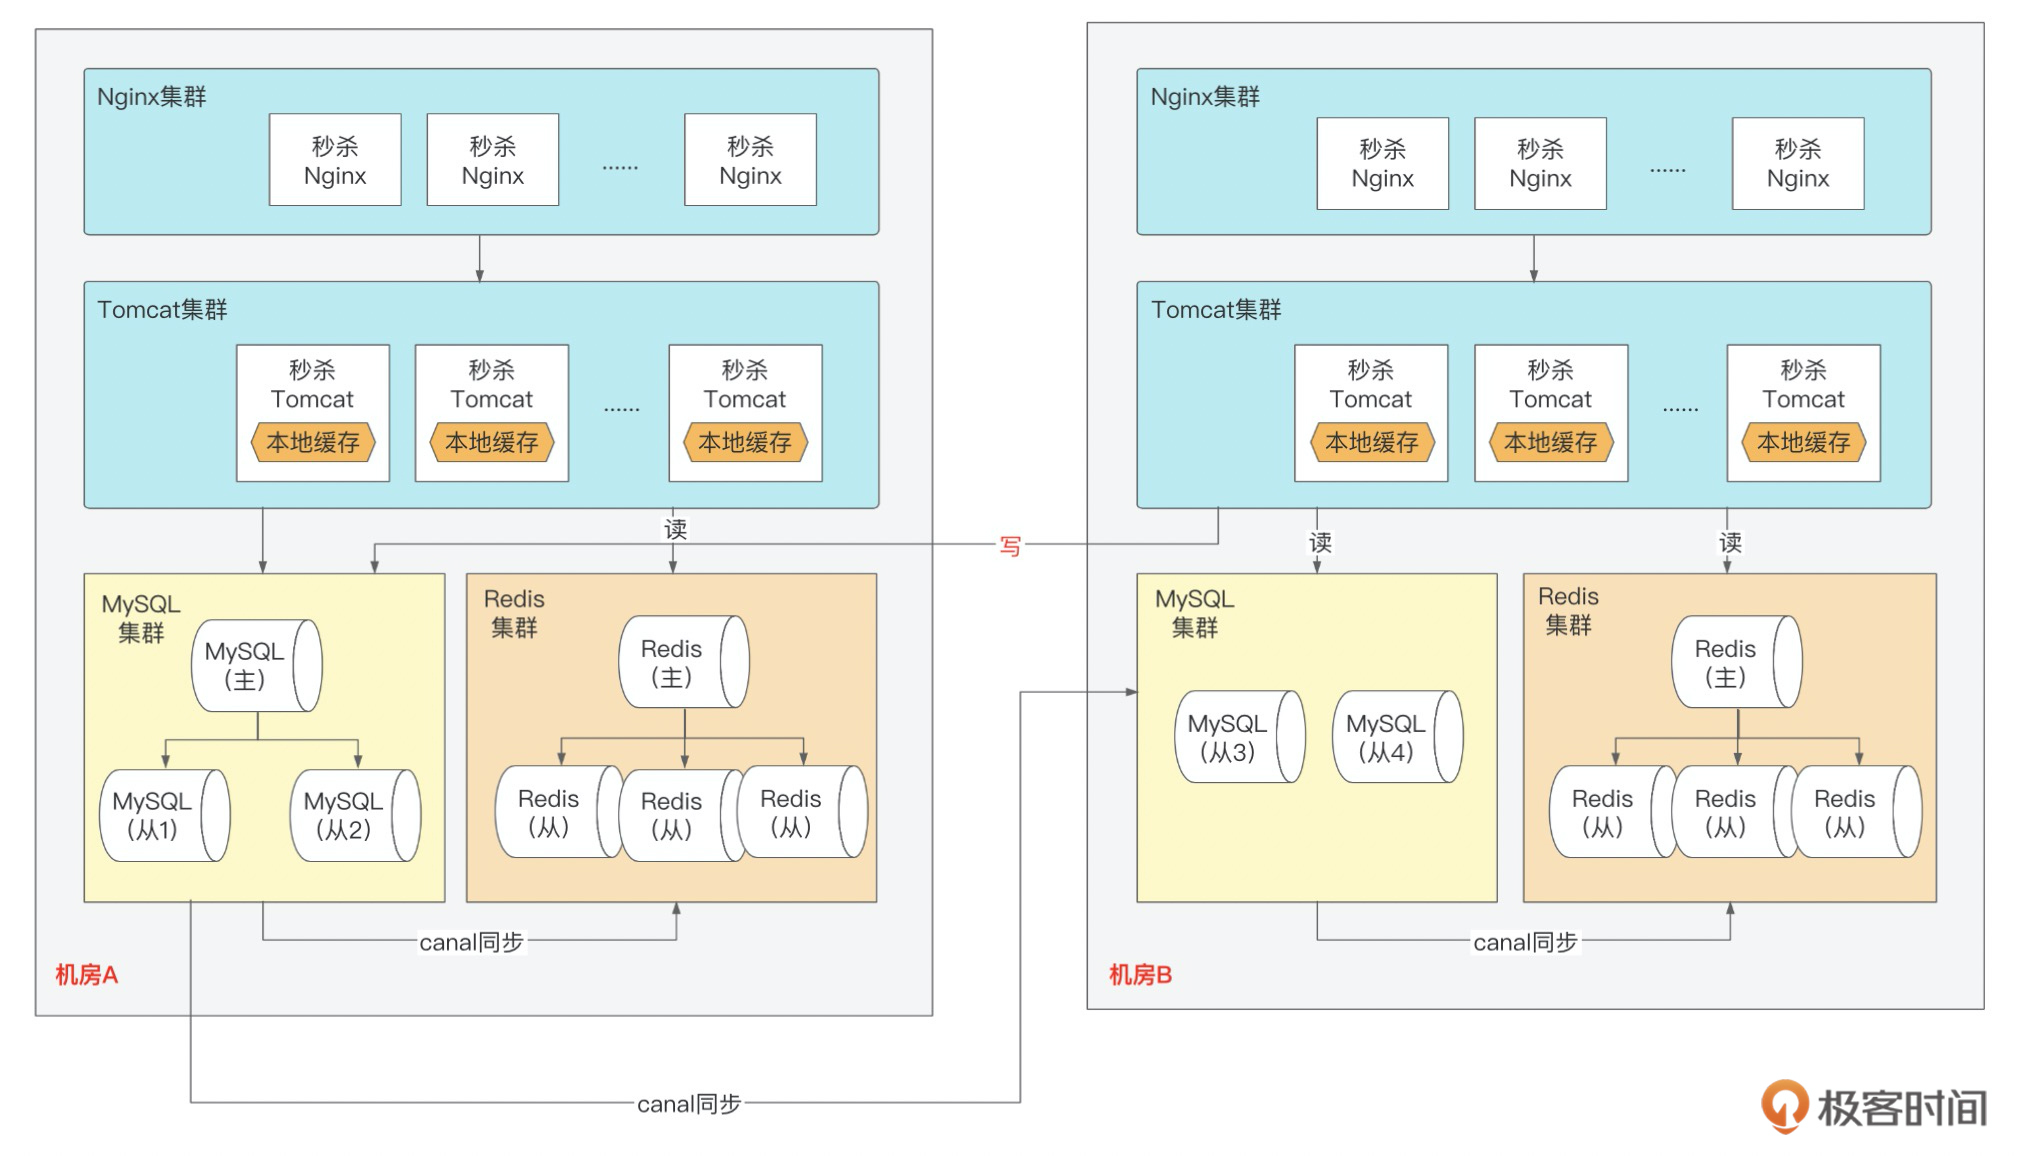 Nginx集群
秒杀
Nginx
秒杀
Nginx
......
秒杀
Nginx
Tomcat集群
秒杀
Tomcat
本地缓存
秒杀
Tomcat
本地缓存
......
秒杀
Tomcat
本地缓存
读
写
MySQL
集群
MySQL
(主)
MySQL
(从1)
MySQL
(从2)
Redis
集群
Redis
(主)
Redis
(从)
Redis
(从)
Redis
(从)
canal同步
机房A
Nginx集群
秒杀
Nginx
秒杀
Nginx
......
秒杀
Nginx
Tomcat集群
秒杀
Tomcat
本地缓存
秒杀
Tomcat
本地缓存
......
秒杀
Tomcat
本地缓存
读
读
MySQL
集群
MySQL
(从3)
MySQL
(从4)
Redis
集群
Redis
(主)
Redis
(从)
Redis
(从)
Redis
(从)
canal同步
机房B
canal同步
极客时间